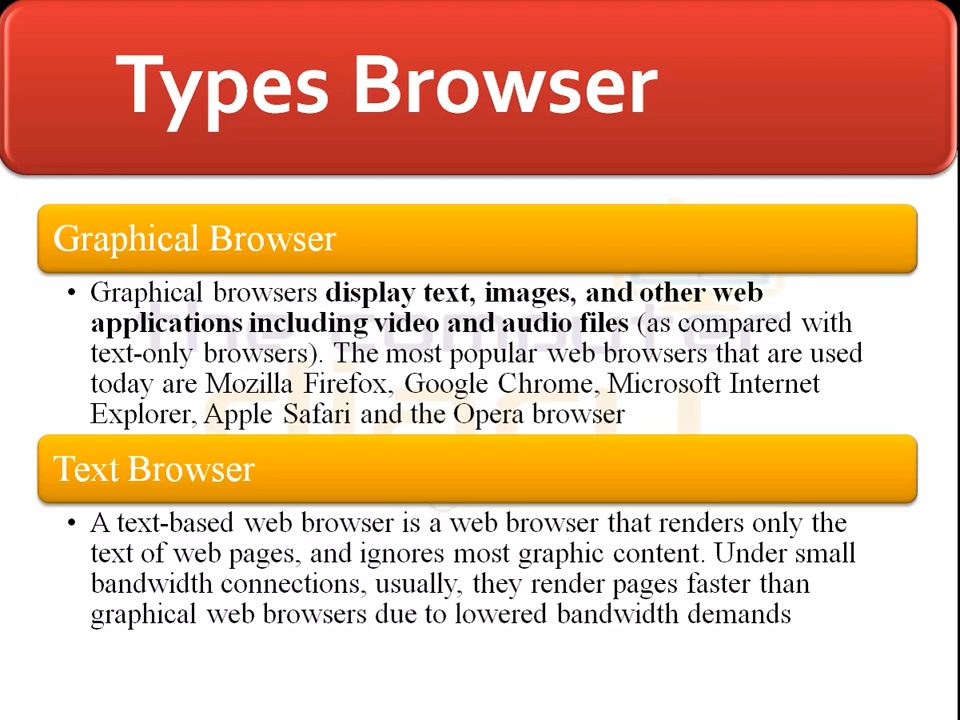 Types Browser
Graphical Browser
• Graphical browsers display text, images, and other web
applications including video and audio files (as compared with
text-only browsers). The most popular web browsers that are used
today are Mozilla Firefox, Google Chrome, Microsoft Internet
Explorer, Apple Safari and the Opera browser
Text Browser
• A text-based web browser is a web browser that renders only the
text of web pages, and ignores most graphic content. Under small
bandwidth connections, usually, they render pages faster than
graphical web browsers due to lowered bandwidth demands